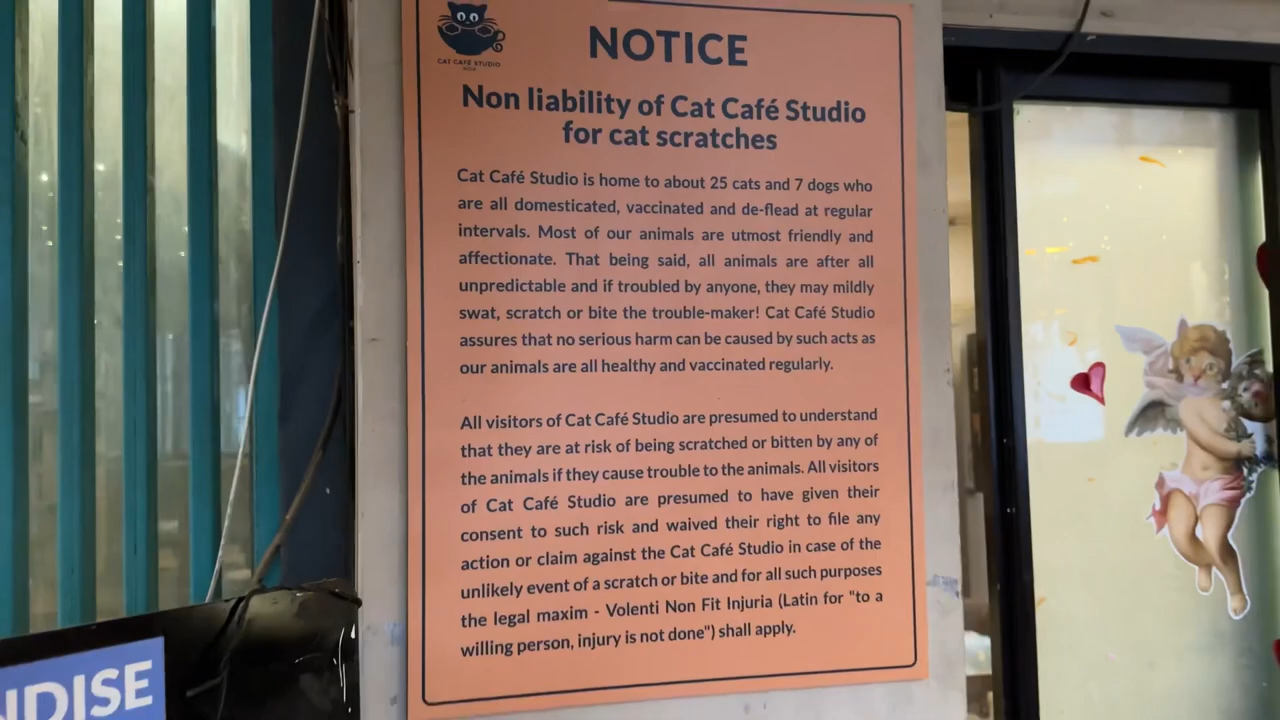 CAT CAFÉ STUDIO
INDIA
NOTICE
Non liability of Cat Café Studio
for cat scratches
Cat Café Studio is home to about 25 cats and 7 dogs who
are all domesticated, vaccinated and de-flead at regular
intervals. Most of our animals are utmost friendly and
affectionate. That being said, all animals are after all
unpredictable and if troubled by anyone, they may mildly
swat, scratch or bite the trouble-maker! Cat Café Studio
assures that no serious harm can be caused by such acts as
our animals are all healthy and vaccinated regularly.
All visitors of Cat Café Studio are presumed to understand
that they are at risk of being scratched or bitten by any of
the animals if they cause trouble to the animals. All visitors
of Cat Café Studio are presumed to have given their
consent to such risk and waived their right to file any
action or claim against the Cat Café Studio in case of the
unlikely event of a scratch or bite and for all such purposes
the legal maxim - Volenti Non Fit Injuria (Latin for "to a
willing person, injury is not done") shall apply.
NDISE